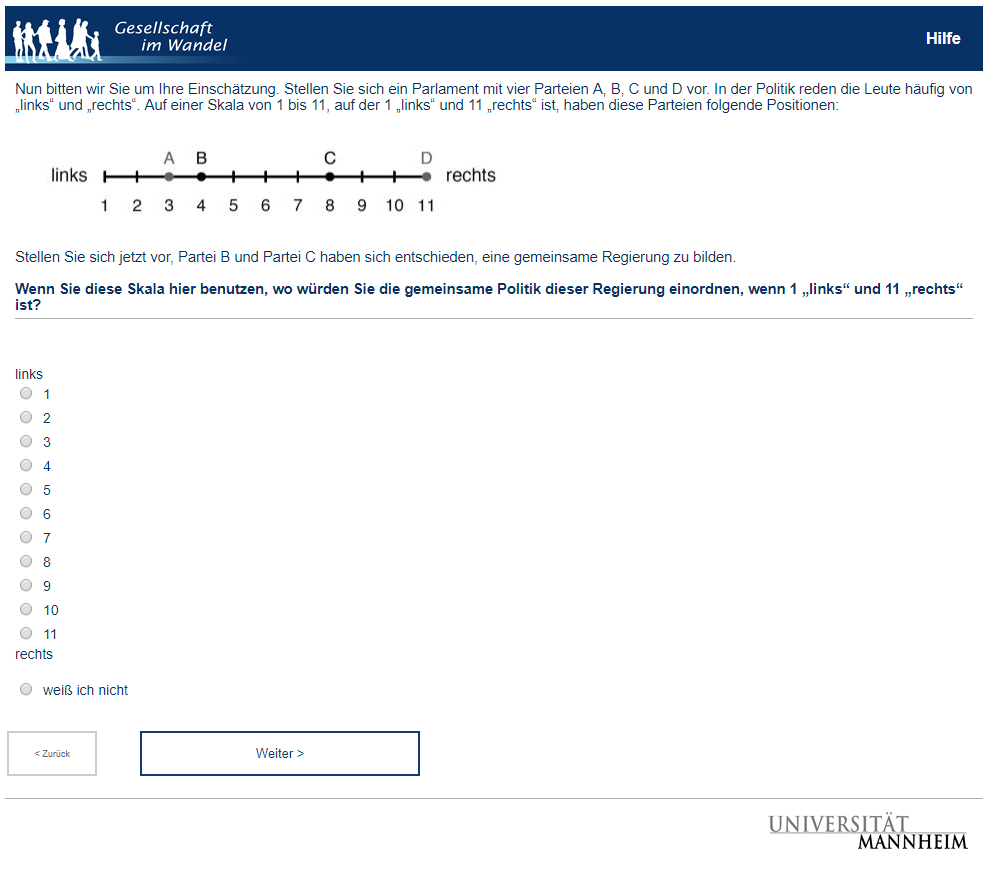 Gesellschaft
im Wandel
Hilfe
Nun bitten wir Sie um Ihre Einschätzung. Stellen Sie sich ein Parlament mit vier Parteien A, B, C und D vor. In der Politik reden die Leute häufig von
„links“ und „rechts“. Auf einer Skala von 1 bis 11, auf der 1 „links“ und 11 „rechts“ ist, haben diese Parteien folgende Positionen:
A B C D
links rechts
1 2 3 4 5 6 7 8 9 10 11
Stellen Sie sich jetzt vor, Partei B und Partei C haben sich entschieden, eine gemeinsame Regierung zu bilden.
Wenn Sie diese Skala hier benutzen, wo würden Sie die gemeinsame Politik dieser Regierung einordnen, wenn 1 „links“ und 11 „rechts“
ist?
links
1
2
3
4
5
6
7
8
9
10
11
rechts
weiß ich nicht
< Zurück
Weiter >
UNIVERSITÄT
MANNHEIM